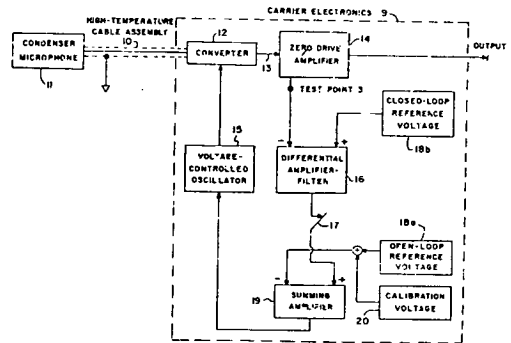 CARRIER ELECTRONICS 9
HIGH-TEMPERATURE
CABLE ASSEMBLY
10
12
14
OUTPUT
CONDENSER
MICROPHONE
11
CONVERTER
13
ZERO DRIVE
AMPLIFIER
TEST POINT 3
CLOSED-LOOP
REFERENCE
VOLTAGE
18b
15
VOLTAGE-
CONTROLLED
OSCILLATOR
- +
DIFFERENTIAL
AMPLIFIER-
FILTER
16
17
18a
OPEN-LOOP
REFERENCE
VOLTAGE
+
- +
SUMMING
AMPLIFIER
19
CALIBRATION
VOLTAGE
20